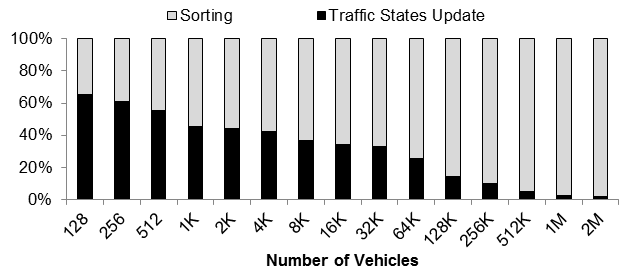 Sorting Traffic States Update
100%
80%
60%
40%
20%
0%
128 256 512 1K 2K 4K 8K 16K 32K 64K 128K 256K 512K 1M 2M
Number of Vehicles